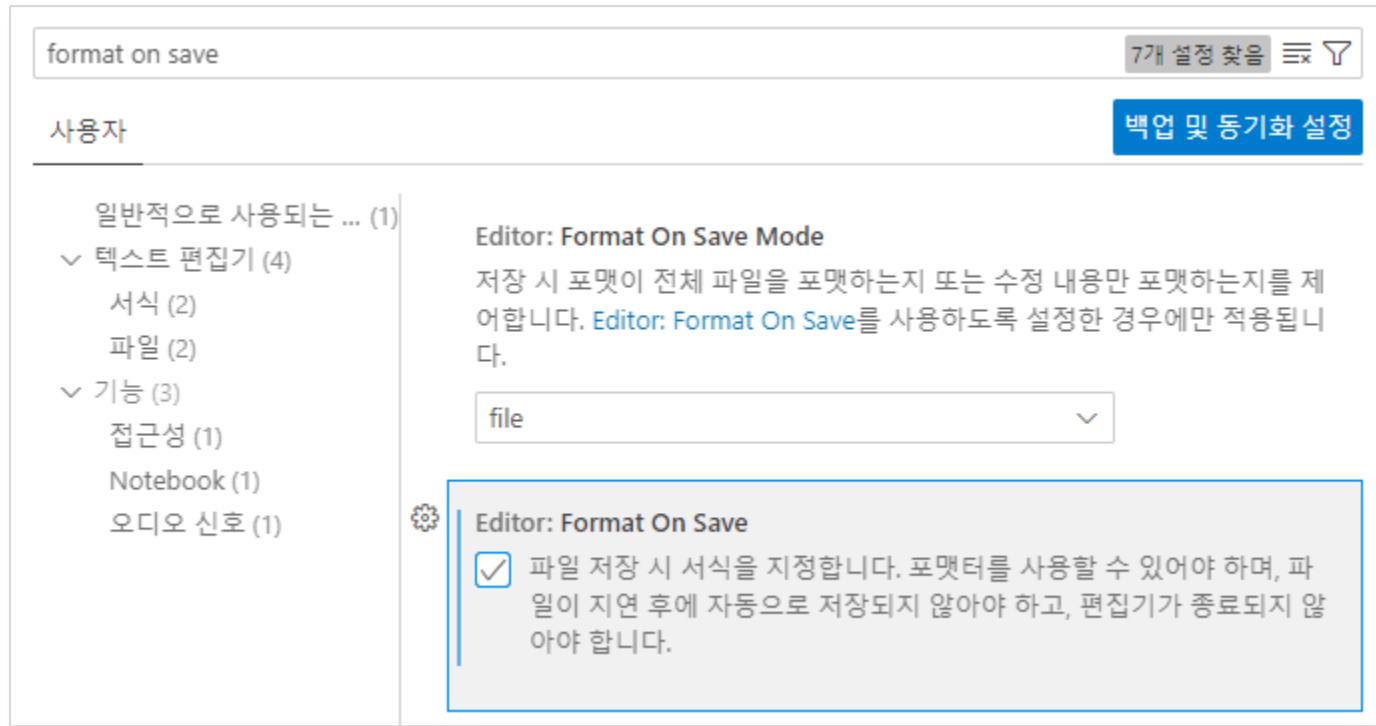 format on save
7개 설정 찾음
사용자
백업 및 동기화 설정
일반적으로 사용되는 ... (1)
텍스트 편집기 (4)
서식 (2)
파일 (2)
기능 (3)
접근성 (1)
Notebook (1)
오디오 신호 (1)
Editor: Format On Save Mode
저장 시 포맷이 전체 파일을 포맷하는지 또는 수정 내용만 포맷하는지를 제
어합니다. Editor: Format On Save를 사용하도록 설정한 경우에만 적용됩니
다.
file
Editor: Format On Save
파일 저장 시 서식을 지정합니다. 포맷터를 사용할 수 있어야 하며, 파
일이 지연 후에 자동으로 저장되지 않아야 하고, 편집기가 종료되지 않
아야 합니다.